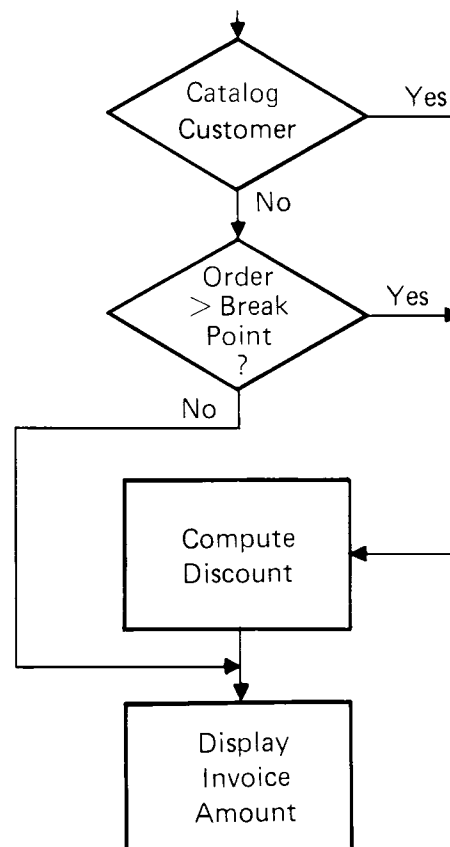 Catalog
Customer
Yes
No
Order
> Break
Point
?
Yes
No
Compute
Discount
Display
Invoice
Amount